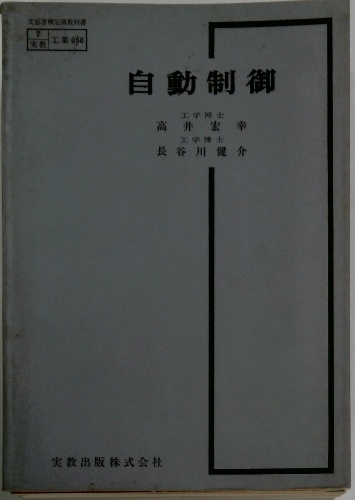 文部省検定済教科書
7
実教
工業050
自動制御
工学博士
高井宏幸
工学博士
長谷川健介
実教出版株式会社